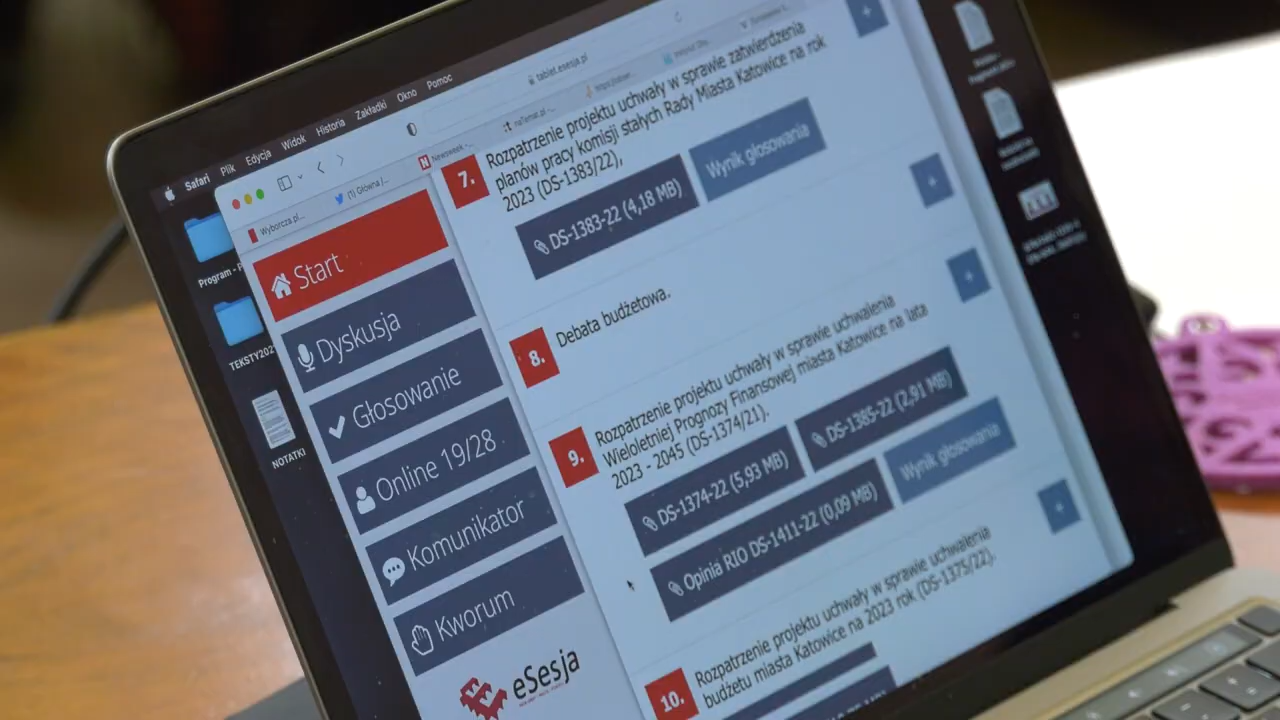 Safari Plik Edycja Widok Historia Zakładki Okno Pomoc
tablet.esesja.pl
Wyborcza.pl...
(1) Główna /...
Newsweek -...
naTemat.pl -...
Program -
TEKSTY202
NOTATKI
Start
Dyskusja
Głosowanie
Online 19/28
Komunikator
Kworum
eSesja
7.
Rozpatrzenie projektu uchwały w sprawie zatwierdzenia
planów pracy komisji stałych Rady Miasta Katowice na rok
2023 (DS-1383/22),
DS-1383-22 (4,18 MB)
Wynik głosowania
+
8.
Debata budżetowa.
+
9.
Rozpatrzenie projektu uchwały w sprawie uchwalenia
Wieloletniej Prognozy Finansowej miasta Katowice na lata
2023 - 2045 (DS-1374/21).
DS-1374-22 (5,93 MB)
DS-1385-22 (2,91 MB)
Opinia RIO DS-1411-22 (0,09 MB)
Wynik głosowania
+
10.
Rozpatrzenie projektu uchwały w sprawie uchwalenia
budżetu miasta Katowice na 2023 rok (DS-1375/22).
+